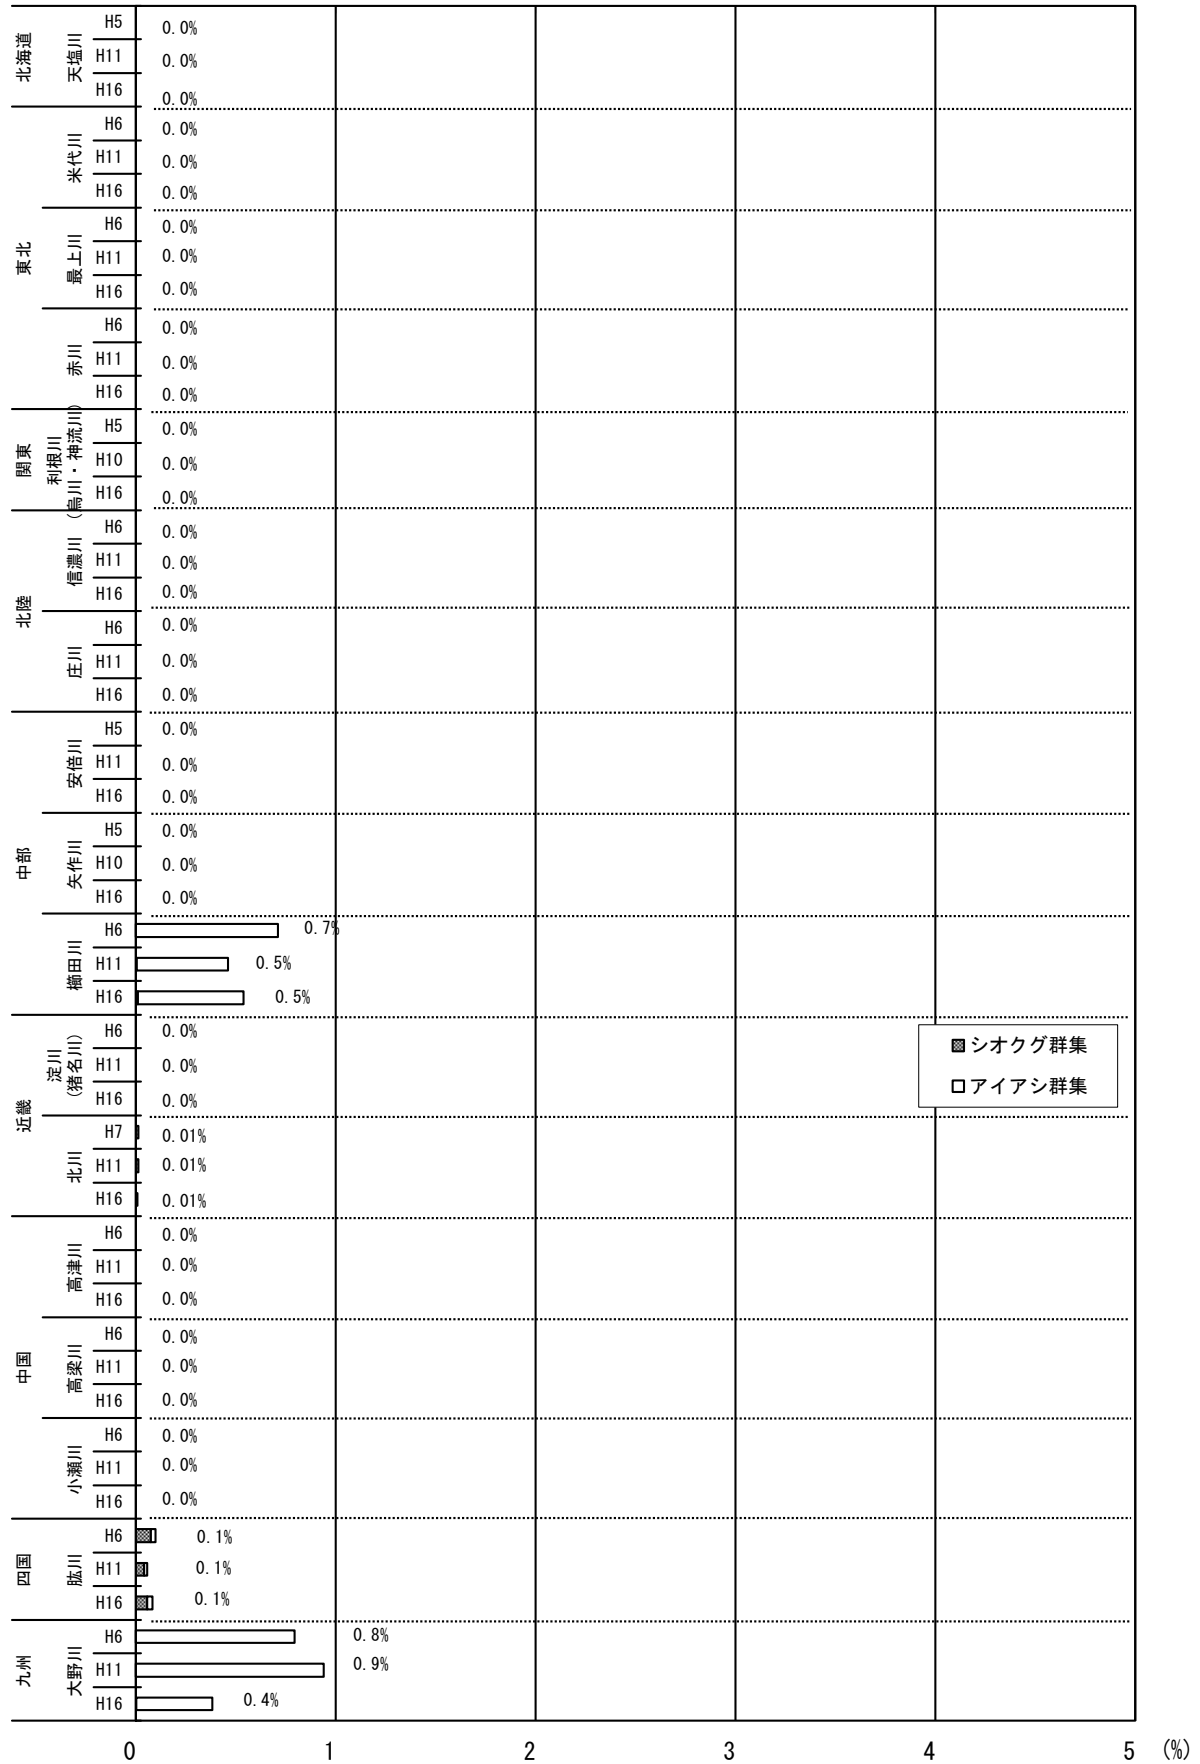 北海道
天塩川
H5 0.0%
H11 0.0%
H16 0.0%
東北
米代川
H6 0.0%
H11 0.0%
H16 0.0%
最上川
H6 0.0%
H11 0.0%
H16 0.0%
赤川
H6 0.0%
H11 0.0%
H16 0.0%
関東
利根川
(烏川・神流川)
H5 0.0%
H10 0.0%
H16 0.0%
北陸
信濃川
H6 0.0%
H11 0.0%
H16 0.0%
庄川
H6 0.0%
H11 0.0%
H16 0.0%
中部
安倍川
H5 0.0%
H11 0.0%
H16 0.0%
矢作川
H5 0.0%
H10 0.0%
H16 0.0%
櫛田川
H6 0.7%
H11 0.5%
H16 0.5%
近畿
淀川
(猪名川)
H6 0.0%
H11 0.0%
H16 0.0%
シオクグ群集
アイアシ群集
北川
H7 0.01%
H11 0.01%
H16 0.01%
中国
高津川
H6 0.0%
H11 0.0%
H16 0.0%
高梁川
H6 0.0%
H11 0.0%
H16 0.0%
小瀬川
H6 0.0%
H11 0.0%
H16 0.0%
四国
肱川
H6 0.1%
H11 0.1%
H16 0.1%
九州
大野川
H6 0.8%
H11 0.9%
H16 0.4%
0 1 2 3 4 5 (%)